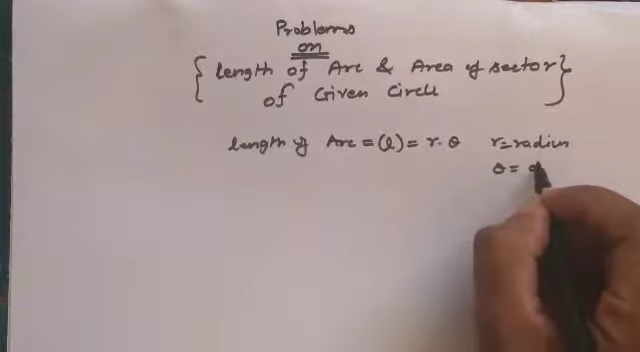 Problems
on
{ length of Arc & Area of sector }
of Given Circle
length of Arc = (l) = r. θ r = radius
θ =